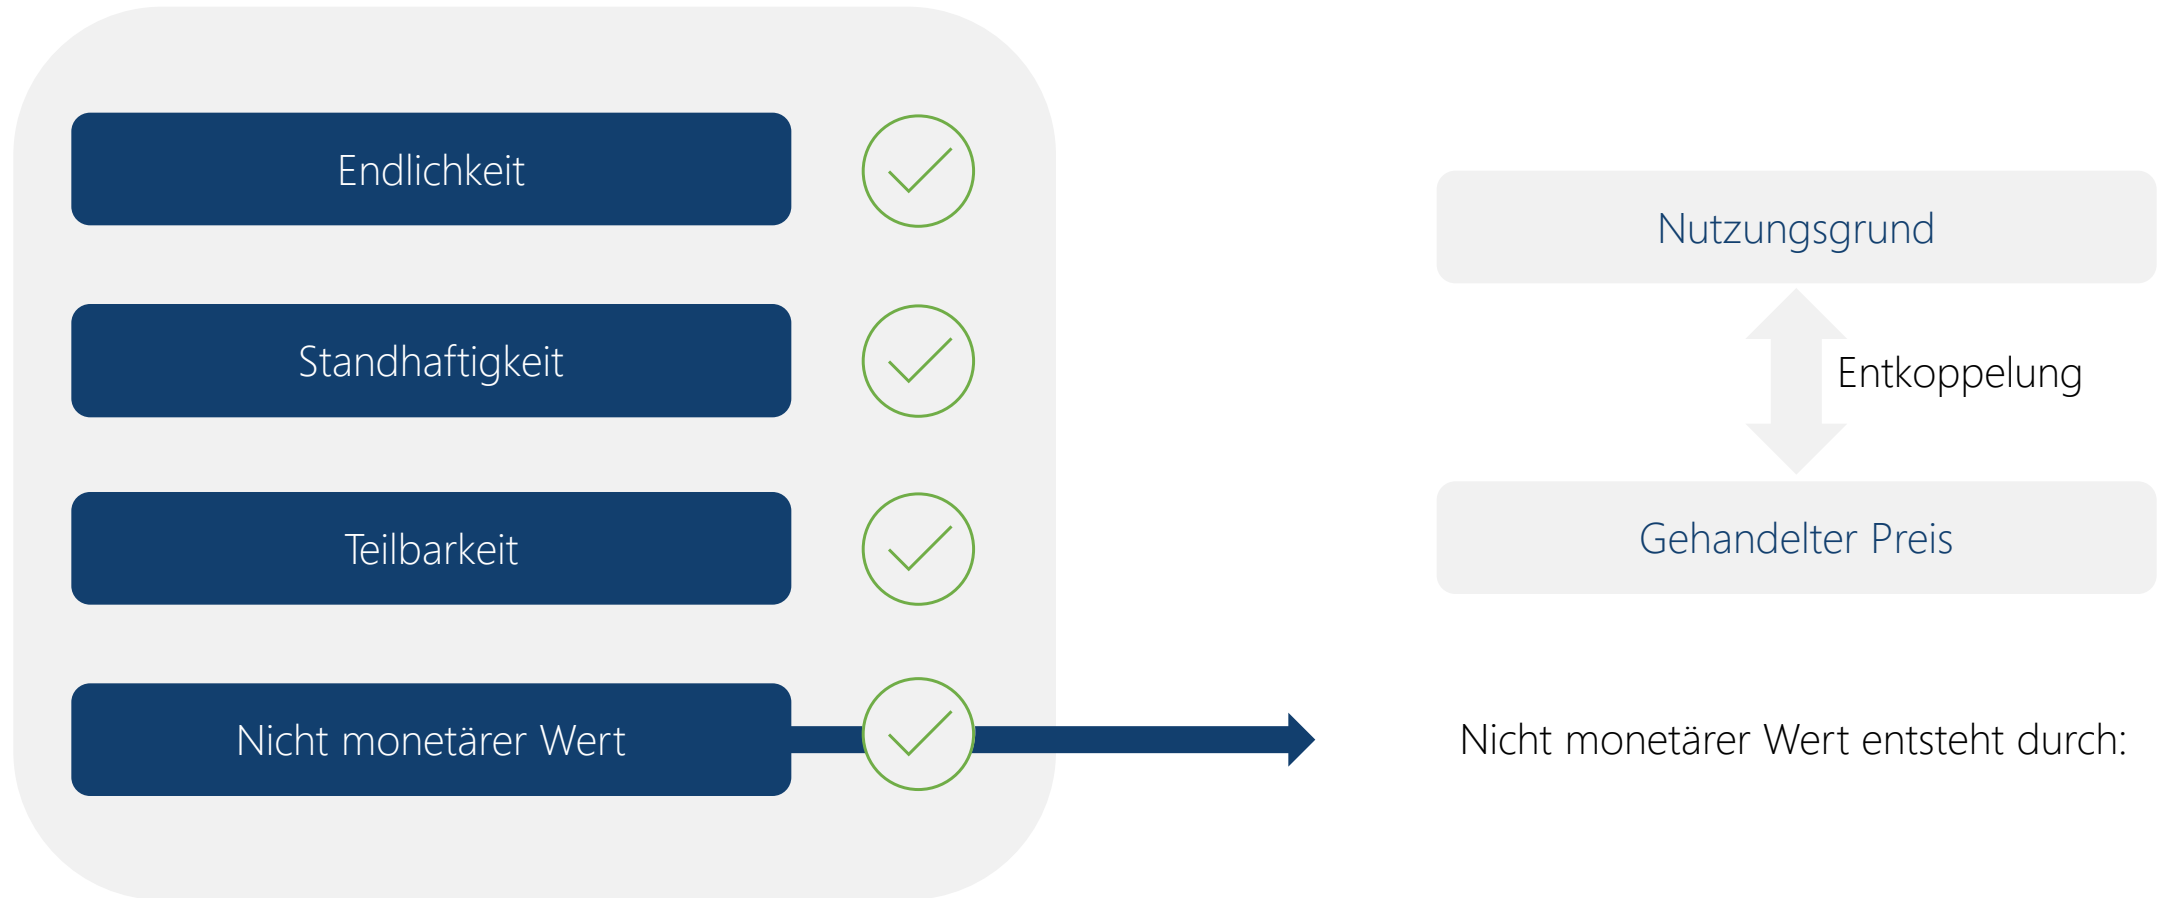 Endlichkeit
Standhaftigkeit
Teilbarkeit
Nicht monetärer Wert
Nutzungsgrund
Entkoppelung
Gehandelter Preis
Nicht monetärer Wert entsteht durch: